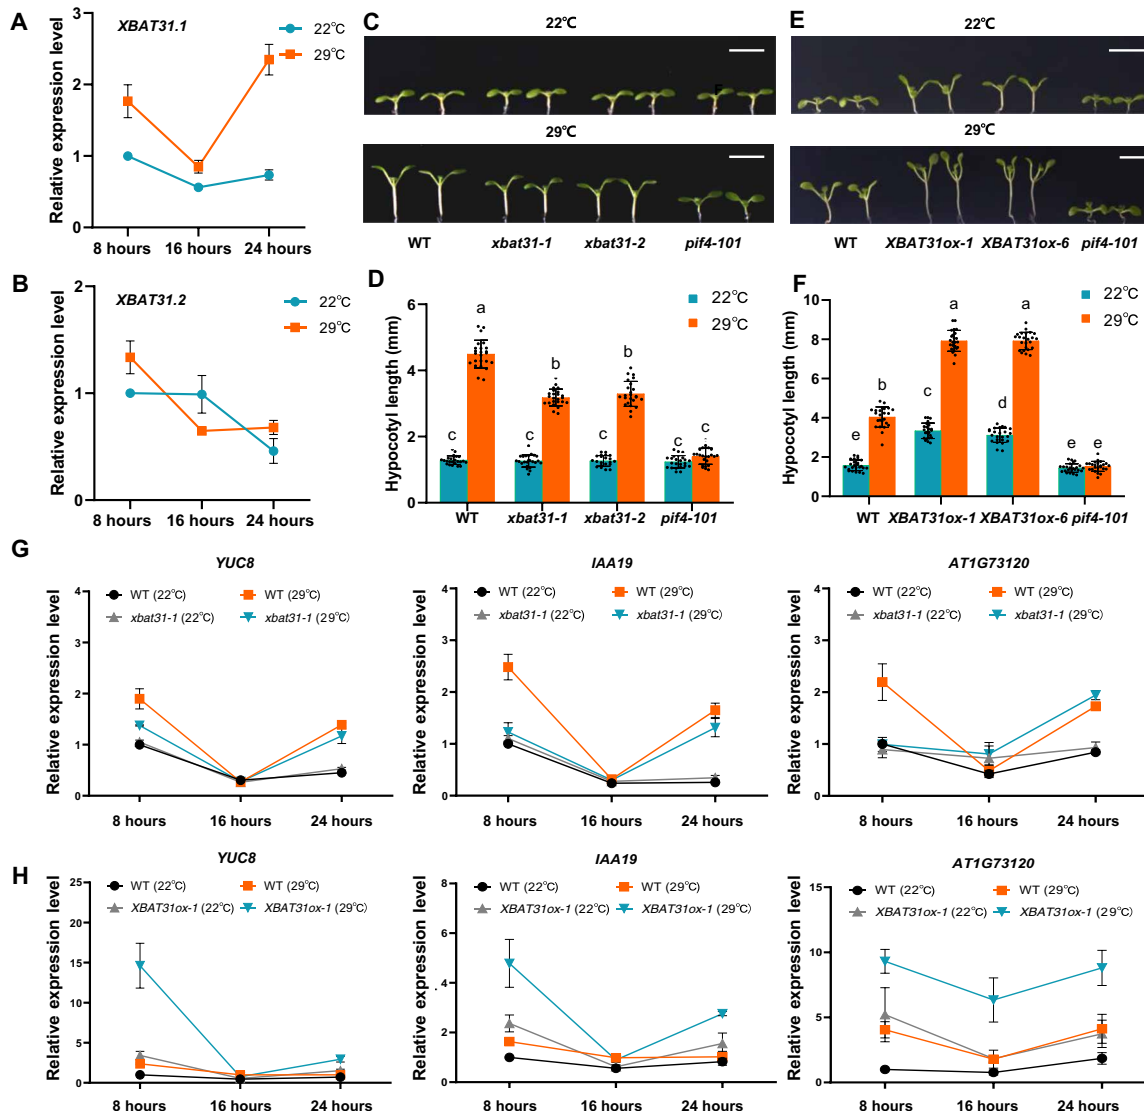 A
XBAT31.1
22℃
29℃
Relative expression level
3
2
1
0
8 hours
16 hours
24 hours
B
XBAT31.2
22℃
29℃
Relative expression level
2
1
0
8 hours
16 hours
24 hours
C
22℃
29℃
WT
xbat31-1
xbat31-2
pif4-101
D
22℃
29℃
Hypocotyl length (mm)
6
4
2
0
c a c b c b c c
WT
xbat31-1
xbat31-2
pif4-101
E
22℃
29℃
WT
XBAT31ox-1
XBAT31ox-6
pif4-101
F
22℃
29℃
Hypocotyl length (mm)
10
8
6
4
2
0
e b c a d a e e
WT
XBAT31ox-1
XBAT31ox-6
pif4-101
G
YUC8
WT (22℃)
WT (29℃)
xbat31-1 (22℃)
xbat31-1 (29℃)
Relative expression level
4
3
2
1
0
8 hours
16 hours
24 hours
IAA19
WT (22℃)
WT (29℃)
xbat31-1 (22℃)
xbat31-1 (29℃)
Relative expression level
4
3
2
1
0
8 hours
16 hours
24 hours
AT1G73120
WT (22℃)
WT (29℃)
xbat31-1 (22℃)
xbat31-1 (29℃)
Relative expression level
4
3
2
1
0
8 hours
16 hours
24 hours
H
YUC8
WT (22℃)
WT (29℃)
XBAT31ox-1 (22℃)
XBAT31ox-1 (29℃)
Relative expression level
25
20
15
10
5
0
8 hours
16 hours
24 hours
IAA19
WT (22℃)
WT (29℃)
XBAT31ox-1 (22℃)
XBAT31ox-1 (29℃)
Relative expression level
8
6
4
2
0
8 hours
16 hours
24 hours
AT1G73120
WT (22℃)
WT (29℃)
XBAT31ox-1 (22℃)
XBAT31ox-1 (29℃)
Relative expression level
15
10
5
0
8 hours
16 hours
24 hours